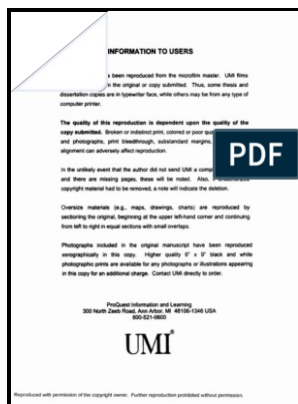 INFORMATION TO USERS
s been reproduced from the microfilm master. UMI films
in the original or copy submitted. Thus, some thesis and
dissertation copies are in typewriter face, while others may be from any type of
computer printer.
The quality of this reproduction is dependent upon the quality of the
copy submitted. Broken or indistinct print, colored or poor
and photographs, print bleedthrough, substandard margins,
alignment can adversely affect reproduction.
PDF
In the unlikely event that the author did not send UMI a
and there are missing pages, these will be noted. Also, if
copyright material had to be removed, a note will indicate the deletion.
Oversize materials (e.g., maps, drawings, charts) are reproduced by
sectioning the original, beginning at the upper left-hand corner and continuing
from left to right in equal sections with small overlaps.
Photographs included in the original manuscript have been reproduced
xerographically in this copy. Higher quality 6" x 9" black and white
photographic prints are available for any photographs or illustrations appearing
in this copy for an additional charge. Contact UMI directly to order.
ProQuest Information and Learning
300 North Zeeb Road, Ann Arbor, MI 48106-1346 USA
800-521-0600
UMI®
Reproduced with permission of the copyright owner. Further reproduction prohibited without permission.